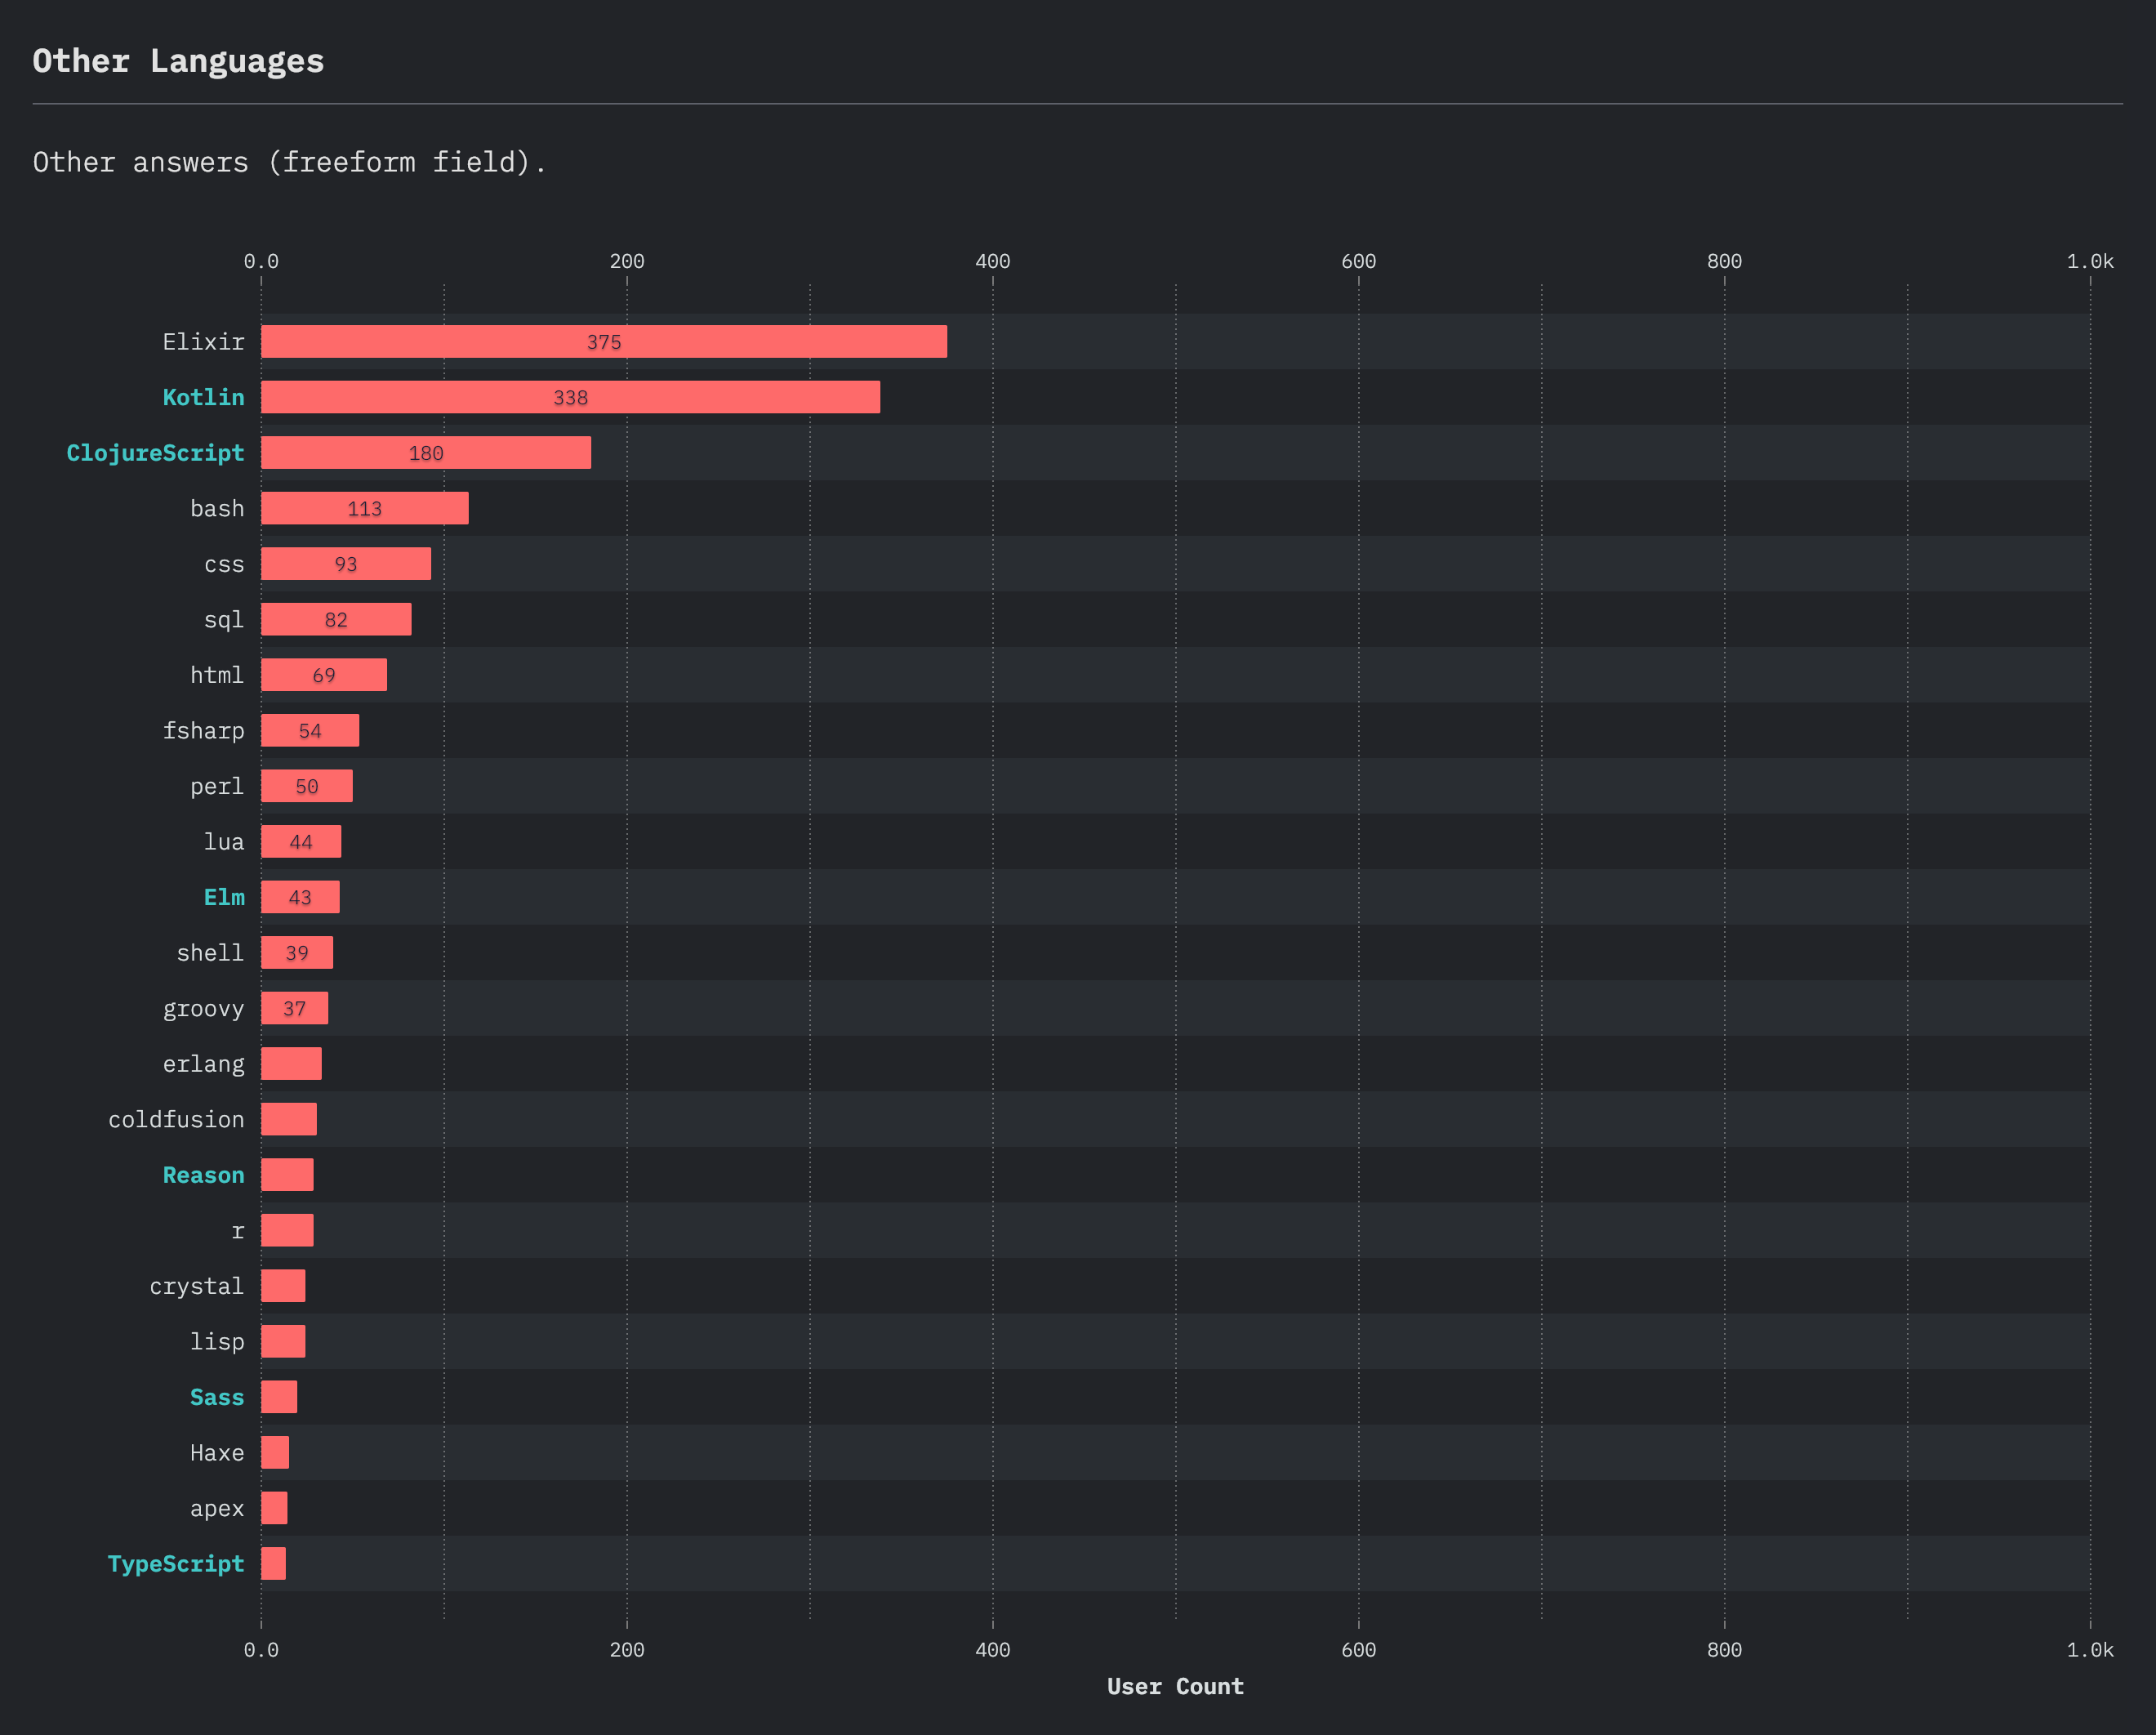 Other Languages
Other answers (freeform field).
0.0 200 400 600 800 1.0k
Elixir 375
Kotlin 338
ClojureScript 180
bash 113
css 93
sql 82
html 69
fsharp 54
perl 50
lua 44
Elm 43
shell 39
groovy 37
erlang
coldfusion
Reason
r
crystal
lisp
Sass
Haxe
apex
TypeScript
0.0 200 400 600 800 1.0k
User Count